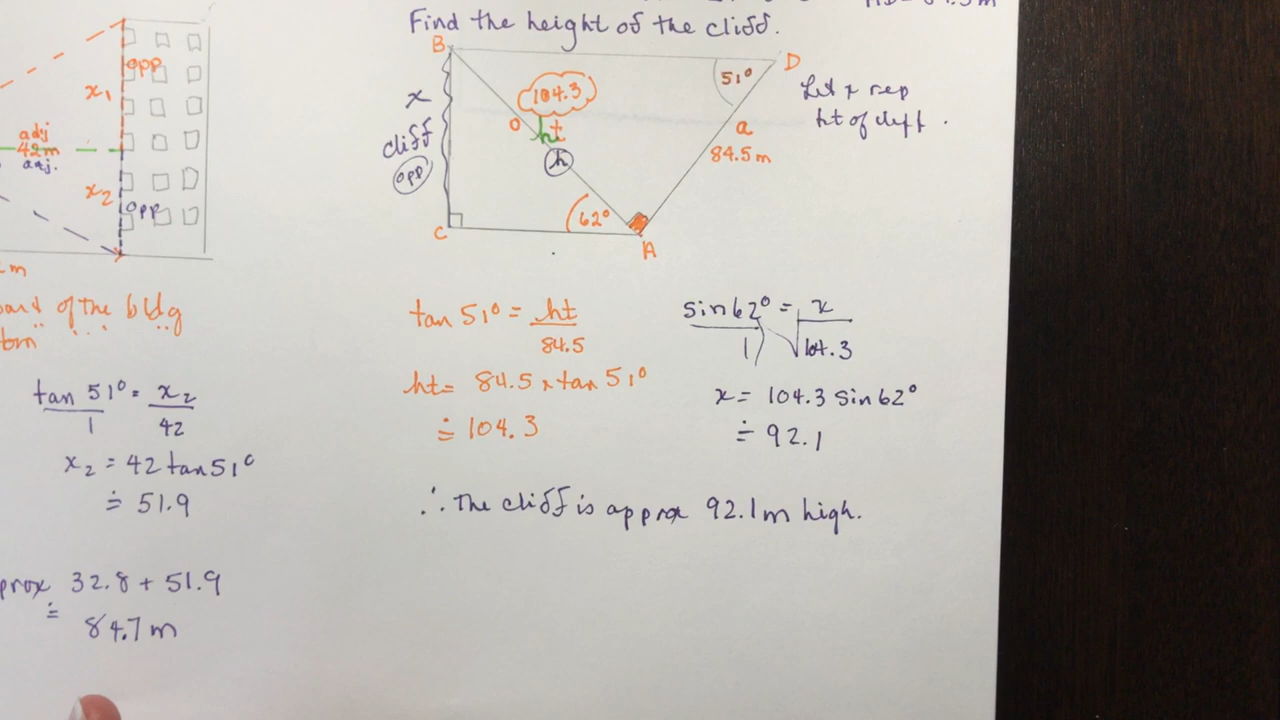 Find the height of the cliff.
B
D
51°
104.3
Let x rep
ht of cliff.
x
cliff
opp
o
ht
h
a
84.5 m
62°
C
A
opp
x₁
adj
42m
adj.
x₂
opp
of the bldg
tan 51° = ht
84.5
sin 62° = x
1
104.3
ht = 84.5 x tan 51°
≐ 104.3
x = 104.3 sin 62°
≐ 92.1
∴ The cliff is approx 92.1m high.
tan 51° = x₂
1
42
x₂ = 42 tan 51°
≐ 51.9
32.8 + 51.9
≐ 84.7 m